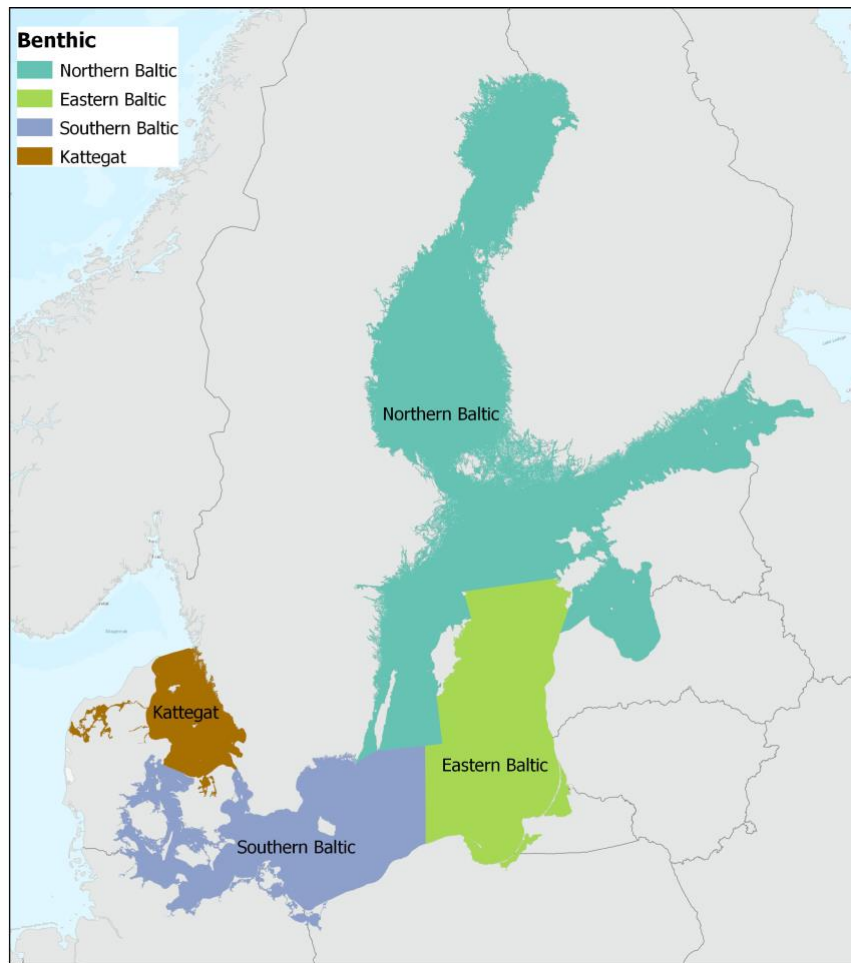 Benthic
Northern Baltic
Eastern Baltic
Southern Baltic
Kattegat
Northern Baltic
Kattegat
Eastern Baltic
Southern Baltic